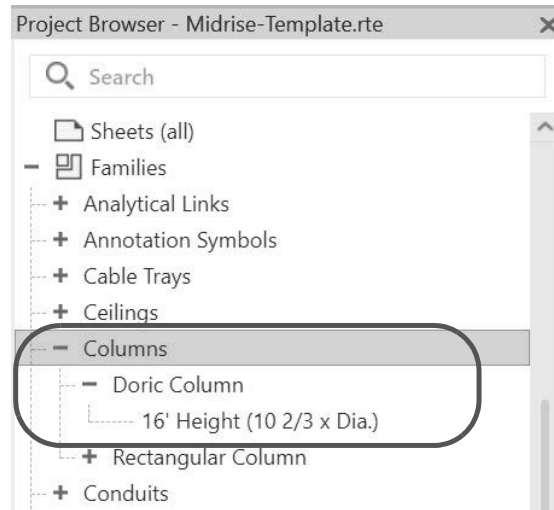 Project Browser - Midrise-Template.rte
Search
Sheets (all)
Families
Analytical Links
Annotation Symbols
Cable Trays
Ceilings
Columns
Doric Column
16' Height (10 2/3 x Dia.)
Rectangular Column
Conduits